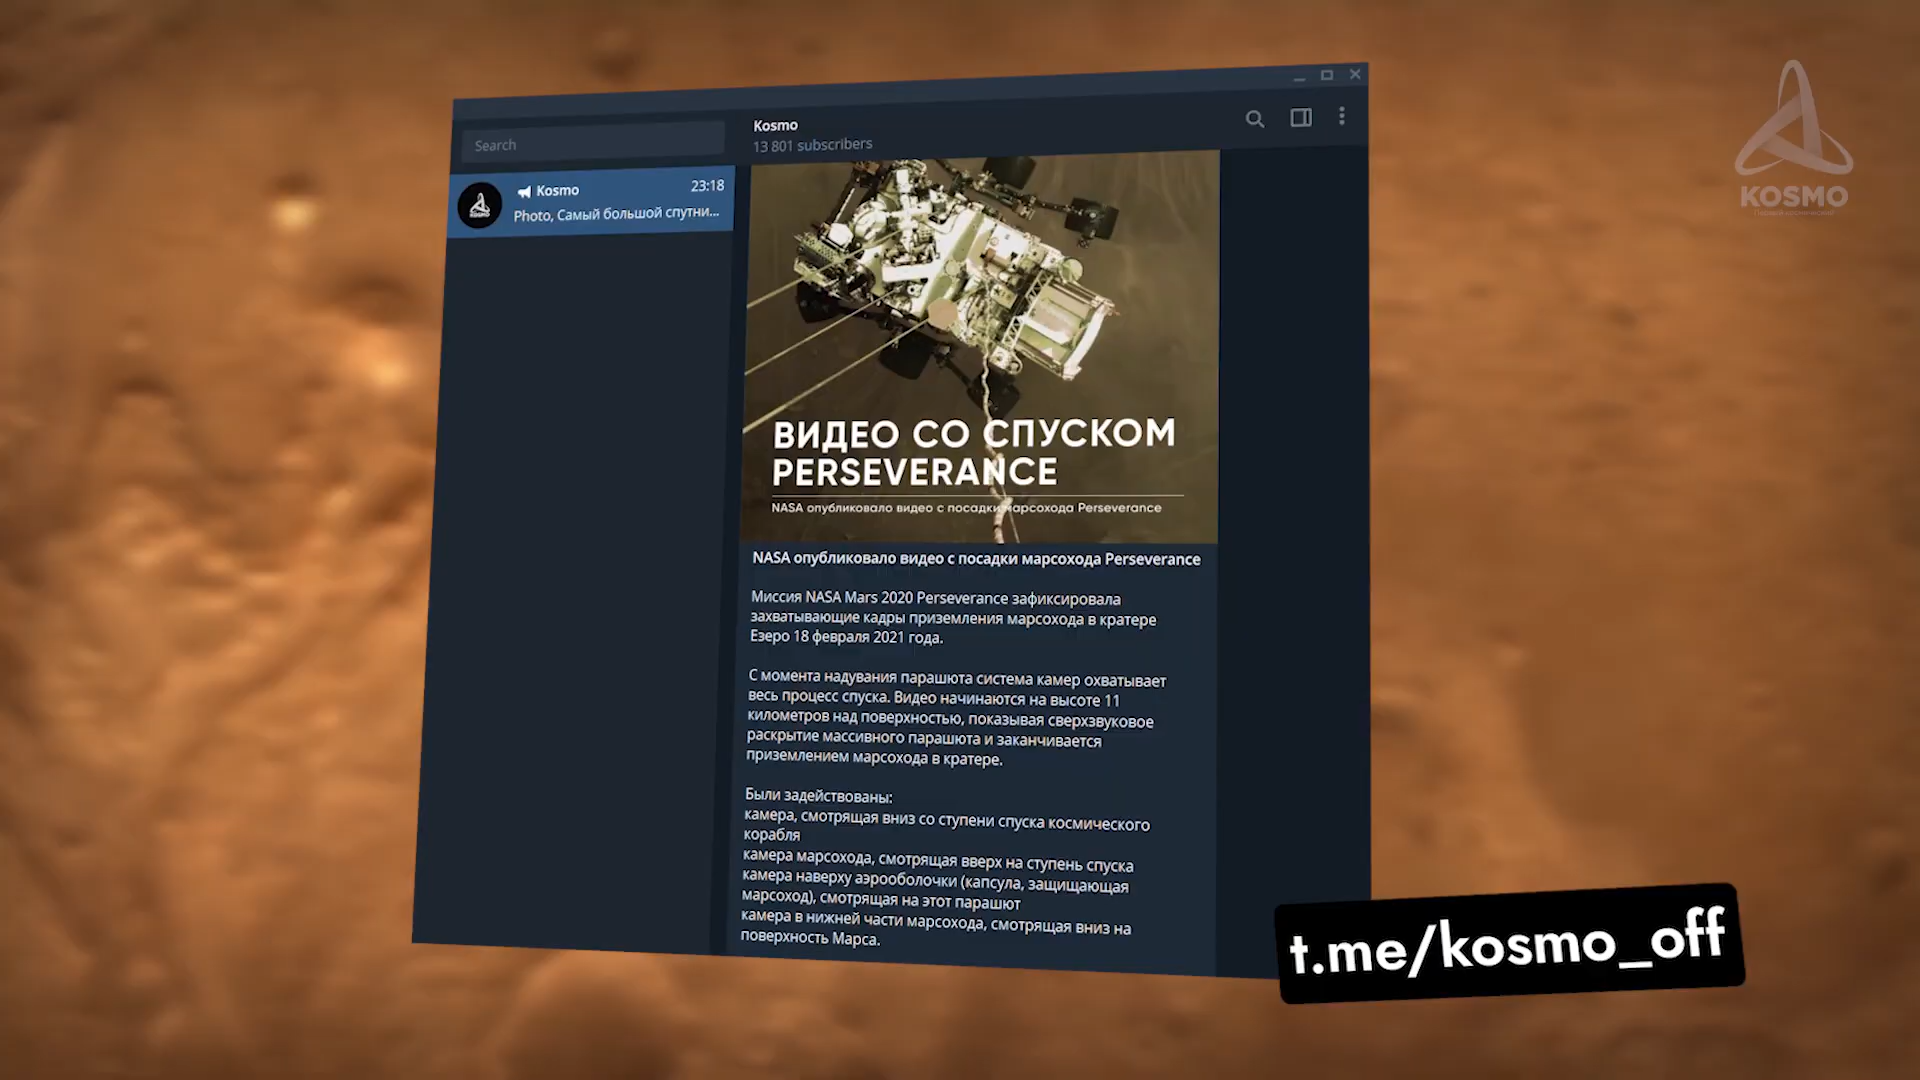 Search
Kosmo
13 801 subscribers
Kosmo
23:18
Photo, Самый большой спутни...
KOSMO
ВИДЕО СО СПУСКОМ
PERSEVERANCE
NASA опубликовало видео с посадки марсохода Perseverance
NASA опубликовало видео с посадки марсохода Perseverance
Миссия NASA Mars 2020 Perseverance зафиксировала
захватывающие кадры приземления марсохода в кратере
Езеро 18 февраля 2021 года.
С момента надувания парашюта система камер охватывает
весь процесс спуска. Видео начинаются на высоте 11
километров над поверхностью, показывая сверхзвуковое
раскрытие массивного парашюта и заканчивается
приземлением марсохода в кратере.
Были задействованы:
камера, смотрящая вниз со ступени спуска космического
корабля
камера марсохода, смотрящая вверх на ступень спуска
камера наверху аэрооболочки (капсула, защищающая
марсоход), смотрящая на этот парашют
камера в нижней части марсохода, смотрящая вниз на
поверхность Марса.
KOSMO
Первый космический
t.me/kosmo_off